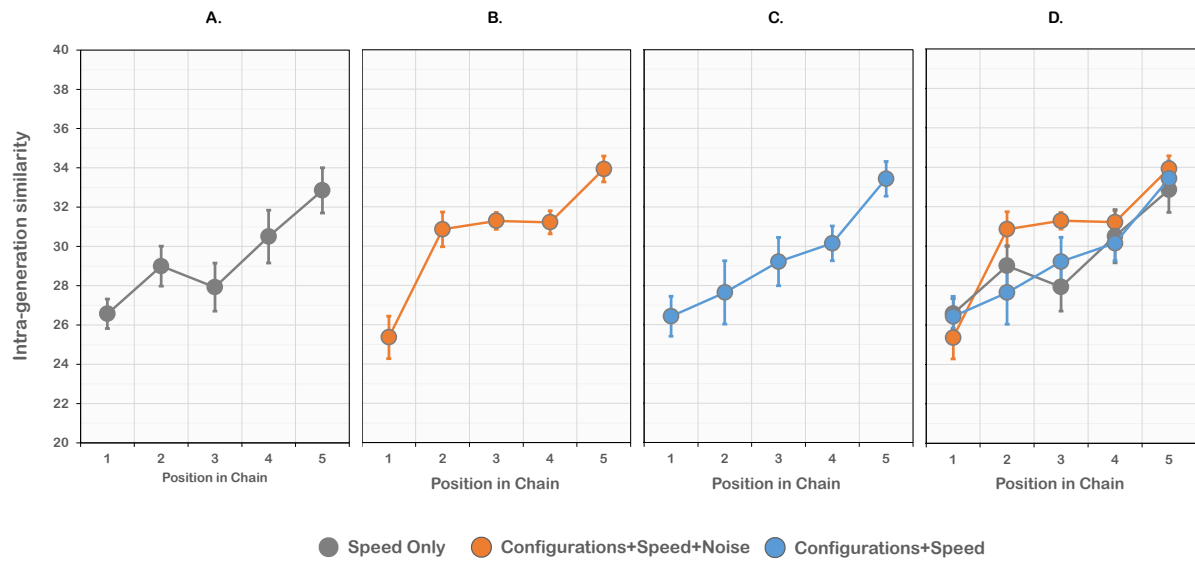 A. B. C. D.
40
38
36
34
32
30
28
26
24
22
20
Intra-generation similarity
1 2 3 4 5 1 2 3 4 5 1 2 3 4 5 1 2 3 4 5
Position in Chain Position in Chain Position in Chain Position in Chain
Speed Only Configurations+Speed+Noise Configurations+Speed